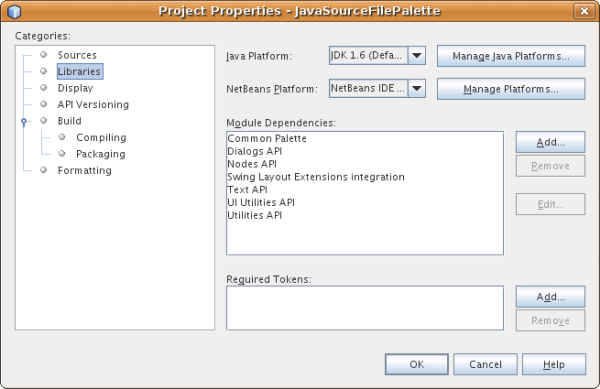 Project Properties - JavaSourceFilePalette
Categories:
Sources
Libraries
Display
API Versioning
Build
Compiling
Packaging
Formatting
Java Platform:
JDK 1.6 (Defa...
Manage Java Platforms...
NetBeans Platform:
NetBeans IDE ...
Manage Platforms...
Module Dependencies:
Common Palette
Dialogs API
Nodes API
Swing Layout Extensions integration
Text API
UI Utilities API
Utilities API
Add...
Remove
Edit...
Required Tokens:
Add...
Remove
OK
Cancel
Help